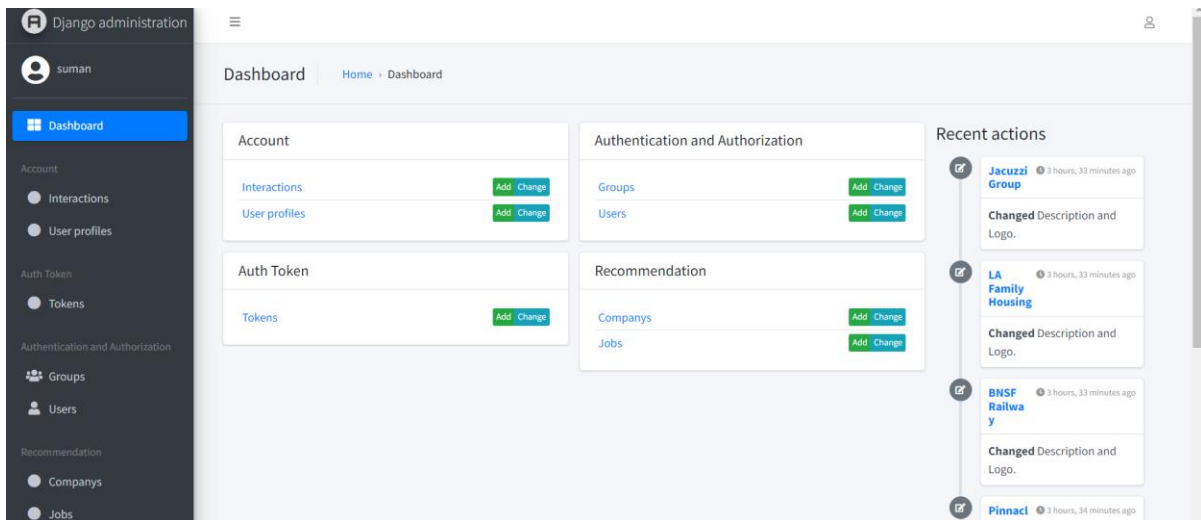 Django administration
suman
Dashboard
Account
Interactions
User profiles
Auth Token
Tokens
Authentication and Authorization
Groups
Users
Recommendation
Companys
Jobs
Dashboard
Home › Dashboard
Account
Interactions Add Change
User profiles Add Change
Authentication and Authorization
Groups Add Change
Users Add Change
Auth Token
Tokens Add Change
Recommendation
Companys Add Change
Jobs Add Change
Recent actions
Jacuzzi 3 hours, 33 minutes ago
Group
Changed Description and
Logo.
LA 3 hours, 33 minutes ago
Family
Housing
Changed Description and
Logo.
BNSF 3 hours, 33 minutes ago
Railwa
y
Changed Description and
Logo.
Pinnacl 3 hours, 34 minutes ago